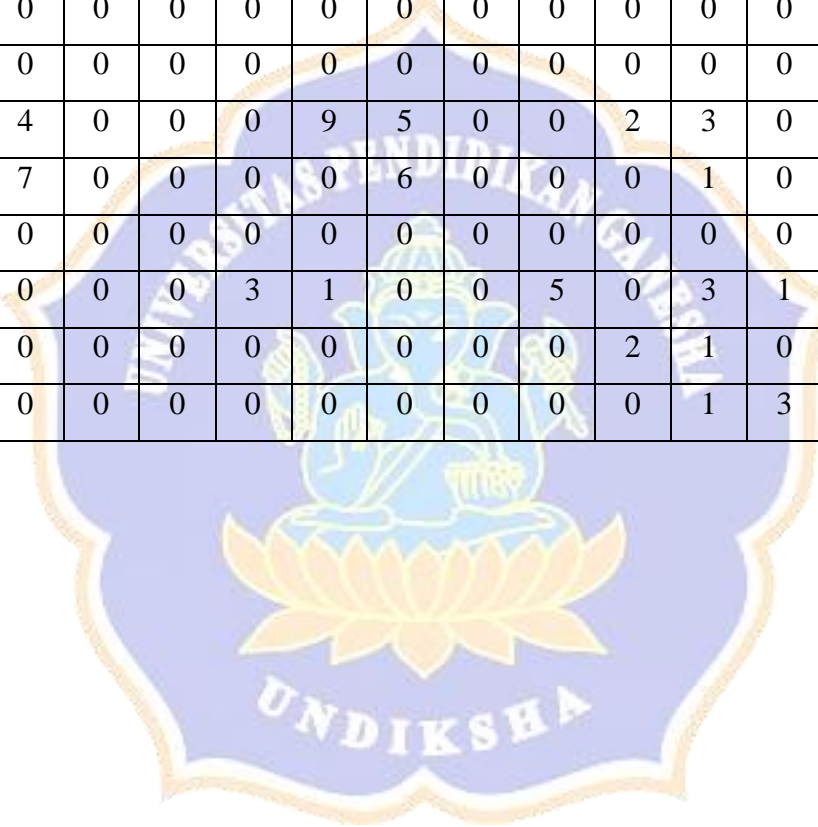 0 0 0 0 0 0 0 0 0 0 0
0 0 0 0 0 0 0 0 0 0 0
4 0 0 0 9 5 0 0 2 3 0
7 0 0 0 0 6 0 0 0 1 0
0 0 0 0 0 0 0 0 0 0 0
0 0 0 3 1 0 0 5 0 3 1
0 0 0 0 0 0 0 0 2 1 0
0 0 0 0 0 0 0 0 0 1 3
UNIVERSITAS PENDIDIKAN GANESHA
UNDIKSHA